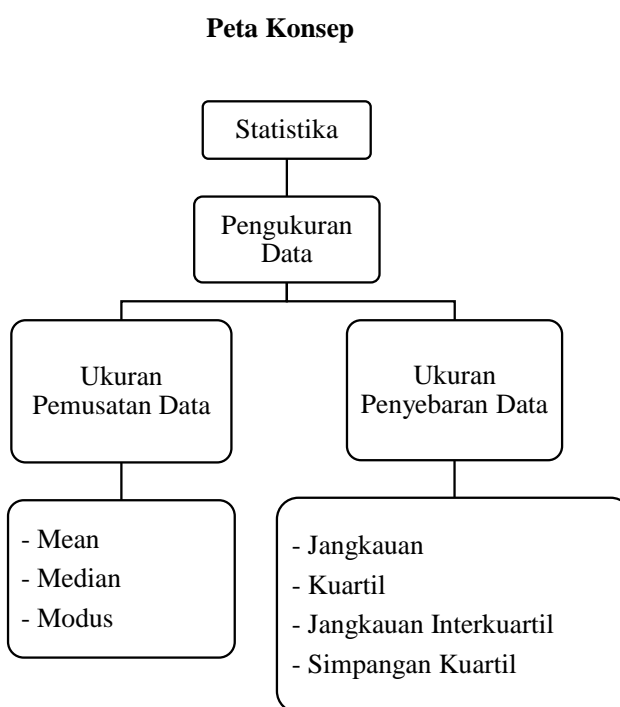 Peta Konsep
Statistika
Pengukuran
Data
Ukuran
Pemusatan Data
Ukuran
Penyebaran Data
- Mean
- Median
- Modus
- Jangkauan
- Kuartil
- Jangkauan Interkuartil
- Simpangan Kuartil